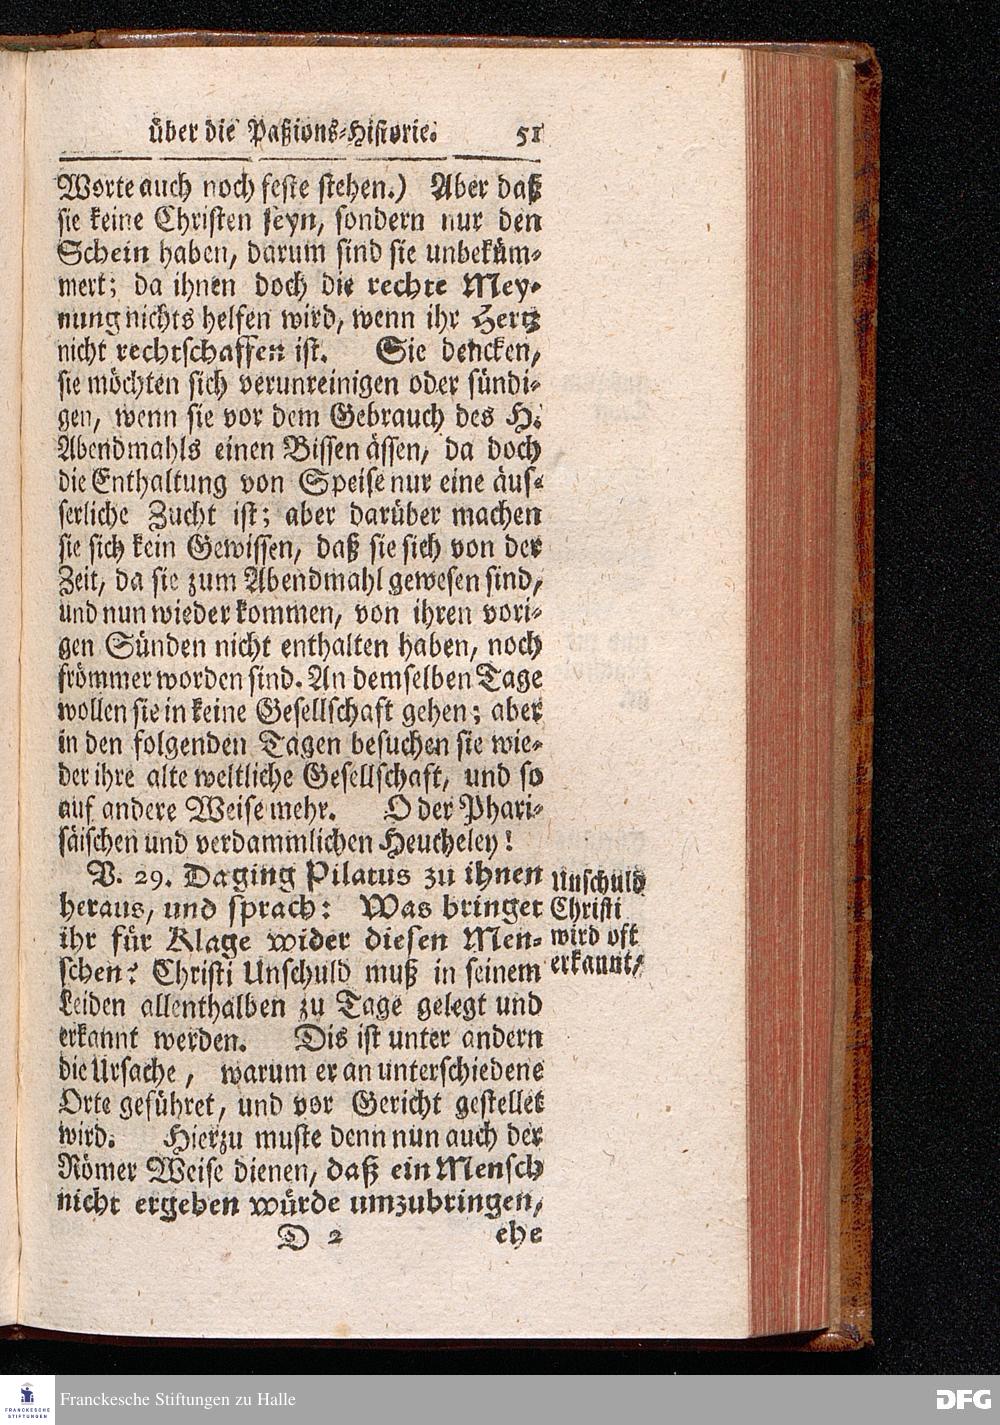 über die Paßions-Historie. 51
Worte auch noch feste stehen.) Aber daß
sie keine Christen seyn, sondern nur den
Schein haben, darum sind sie unbeküm-
mert; da ihnen doch die rechte Mey-
nung nichts helfen wird, wenn ihr Hertz
nicht rechtschaffen ist. Sie dencken,
sie möchten sich verunreinigen oder sündi-
gen, wenn sie vor dem Gebrauch des H.
Abendmahls einen Bissen ässen, da doch
die Enthaltung von Speise nur eine äus-
serliche Zucht ist; aber darüber machen
sie sich kein Gewissen, daß sie sich von der
Zeit, da sie zum Abendmahl gewesen sind,
und nun wieder kommen, von ihren vori-
gen Sünden nicht enthalten haben, noch
frömmer worden sind. An demselben Tage
wollen sie in keine Gesellschaft gehen; aber
in den folgenden Tagen besuchen sie wie-
der ihre alte weltliche Gesellschaft, und so
auf andere Weise mehr. O der Phari-
säischen und verdammlichen Heucheley!
V. 29. Da ging Pilatus zu ihnen
heraus, und sprach: Was bringet
ihr für Klage wider diesen Men-
schen? Christi Unschuld muß in seinem
Leiden allenthalben zu Tage gelegt und
erkannt werden. Dis ist unter andern
die Ursache, warum er an unterschiedene
Orte geführet, und vor Gericht gestellet
wird. Hierzu muste denn nun auch der
Römer Weise dienen, daß ein Mensch
nicht ergeben würde umzubringen,
D 2 ehe
Unschuld
Christi
wird oft
erkannt,
FRANCKESCHE
STIFTUNGEN
Franckesche Stiftungen zu Halle
DFG